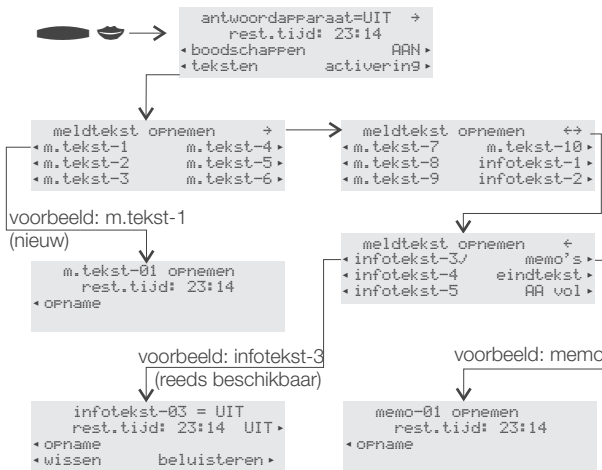 antwoordapparaat=UIT →
rest.tijd: 23:14
◂ boodschappen AAN ▸
◂ teksten activering ▸
meldtekst opnemen →
◂ m.tekst-1 m.tekst-4 ▸
◂ m.tekst-2 m.tekst-5 ▸
◂ m.tekst-3 m.tekst-6 ▸
meldtekst opnemen ←→
◂ m.tekst-7 m.tekst-10 ▸
◂ m.tekst-8 infotekst-1 ▸
◂ m.tekst-9 infotekst-2 ▸
voorbeeld: m.tekst-1
(nieuw)
m.tekst-01 opnemen
rest.tijd: 23:14
◂ opname
meldtekst opnemen ←
◂ infotekst-3✓ memo's ▸
◂ infotekst-4 eindtekst ▸
◂ infotekst-5 AA vol ▸
voorbeeld: infotekst-3
(reeds beschikbaar)
infotekst-03 = UIT
rest.tijd: 23:14 UIT ▸
◂ opname
◂ wissen beluisteren ▸
voorbeeld: memo
memo-01 opnemen
rest.tijd: 23:14
◂ opname